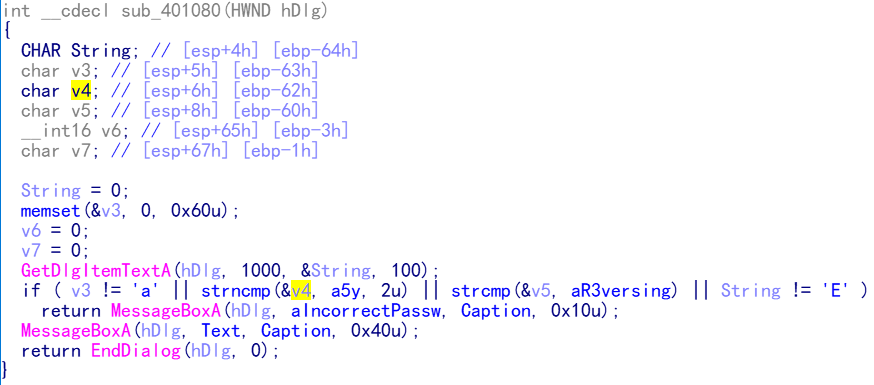 int __cdecl sub_401080(HWND hDlg)
{
  CHAR String; // [esp+4h] [ebp-64h]
  char v3; // [esp+5h] [ebp-63h]
  char v4; // [esp+6h] [ebp-62h]
  char v5; // [esp+8h] [ebp-60h]
  __int16 v6; // [esp+65h] [ebp-3h]
  char v7; // [esp+67h] [ebp-1h]

  String = 0;
  memset(&v3, 0, 0x60u);
  v6 = 0;
  v7 = 0;
  GetDlgItemTextA(hDlg, 1000, &String, 100);
  if ( v3 != 'a' || strncmp(&v4, a5y, 2u) || strcmp(&v5, aR3versing) || String != 'E' )
    return MessageBoxA(hDlg, aIncorrectPassw, Caption, 0x10u);
  MessageBoxA(hDlg, Text, Caption, 0x40u);
  return EndDialog(hDlg, 0);
}